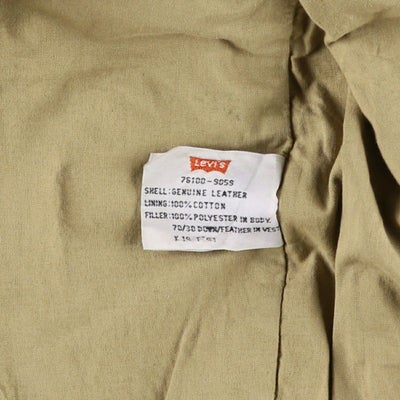 Levi's
76100-9059
SHELL:GENUINE LEATHER
LINING:100%COTTON
FILLER:100%POLYESTER IN BODY.
70/30 DOWN/FEATHER IN VEST